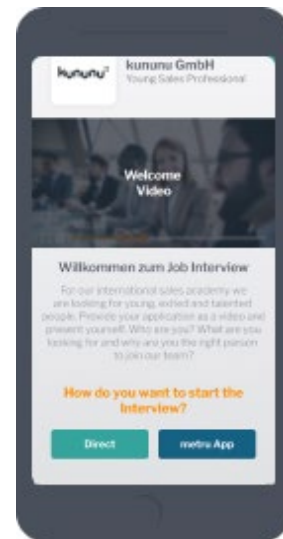 kununu
kununu GmbH
Young Sales Professional
Welcome
Video
Willkommen zum Job Interview
For our international sales academy we
are looking for young, exited and talented
people. Provide your application as a video and
present yourself. Who are you? What are you
looking for and why are you the right person
to join our team?
How do you want to start the
Interview?
Direct
metru App